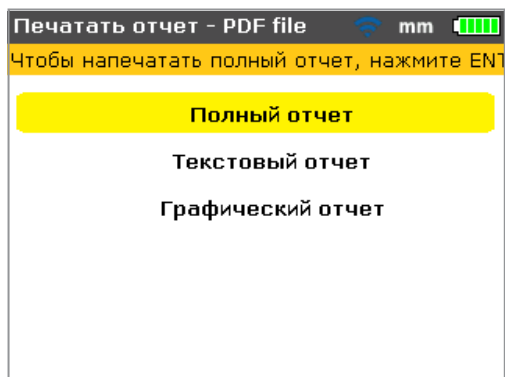 Печатать отчет - PDF file mm
Чтобы напечатать полный отчет, нажмите ENT
Полный отчет
Текстовый отчет
Графический отчет